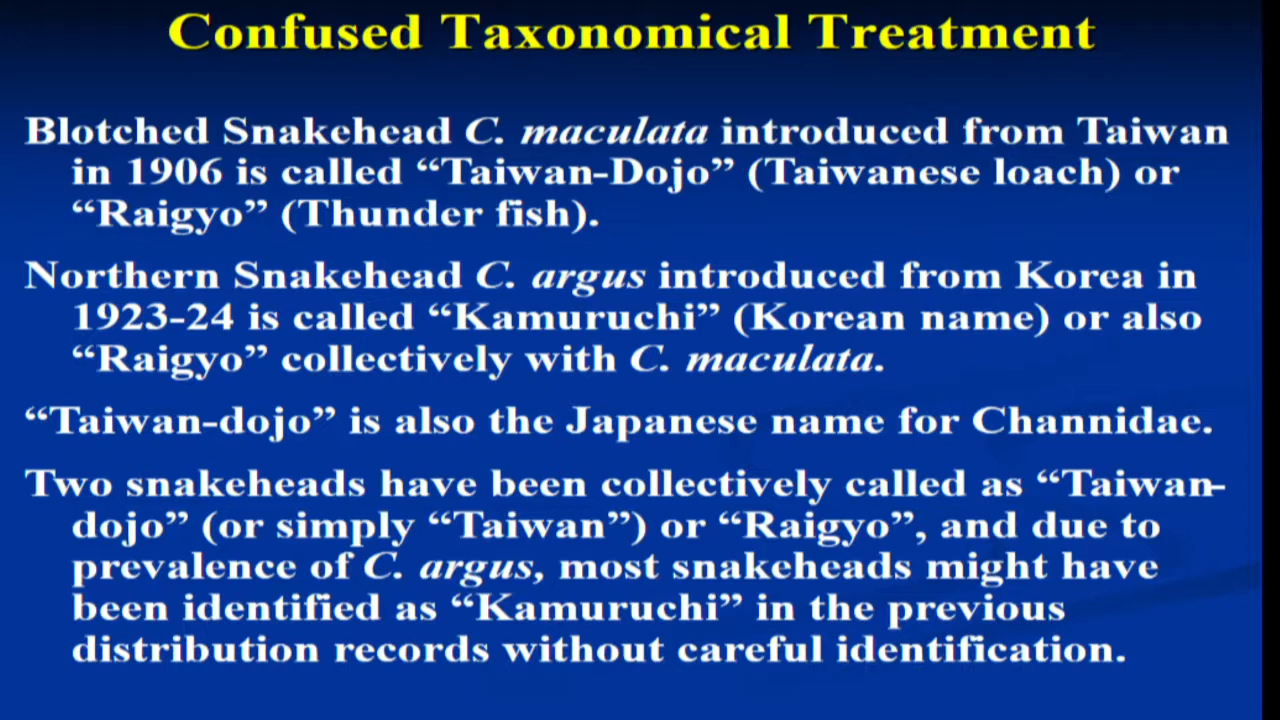 Confused Taxonomical Treatment
Blotched Snakehead C. maculata introduced from Taiwan
in 1906 is called “Taiwan-Dojo” (Taiwanese loach) or
“Raigyo” (Thunder fish).
Northern Snakehead C. argus introduced from Korea in
1923-24 is called “Kamuruchi” (Korean name) or also
“Raigyo” collectively with C. maculata.
“Taiwan-dojo” is also the Japanese name for Channidae.
Two snakeheads have been collectively called as “Taiwan-
dojo” (or simply “Taiwan”) or “Raigyo”, and due to
prevalence of C. argus, most snakeheads might have
been identified as “Kamuruchi” in the previous
distribution records without careful identification.